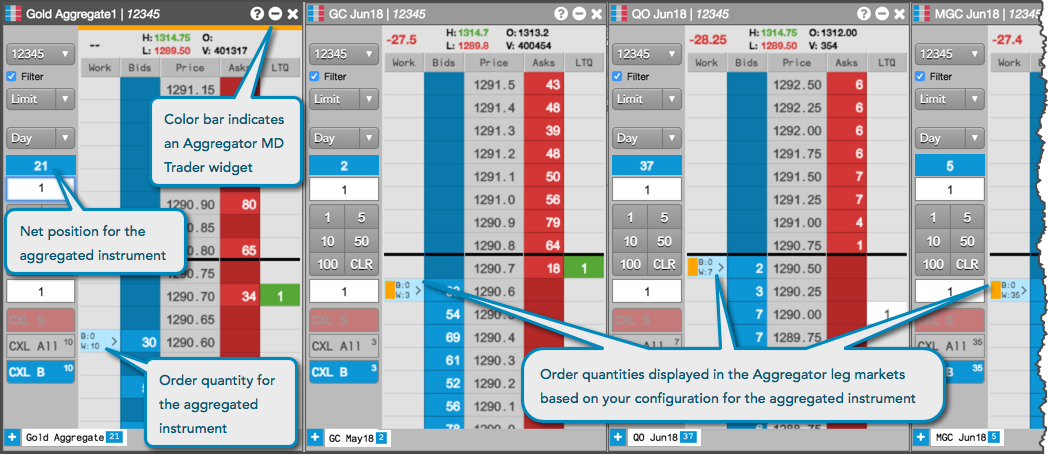 Gold Aggregate1 | 12345
12345
Filter
Limit
Day
21
1
1
CXL S
CXL All 10
CXL B 10
--
H: 1314.75 O:
L: 1289.50 V: 401317
Work Bids Price Asks LTQ
1291.15
1290.90 80
1290.85
1290.80 65
1290.75
1290.70 34 1
1290.65
B:0
W:10
30 1290.60
Color bar indicates
an Aggregator MD
Trader widget
Net position for the
aggregated instrument
Order quantity for
the aggregated
instrument
Gold Aggregate 21
GC Jun18 | 12345
12345
Filter
Limit
Day
2
1
1 5
10 50
100 CLR
1
CXL S
CXL All 3
CXL B 3
-27.5
H: 1314.7 O: 1313.2
L: 1289.8 V: 400454
Work Bids Price Asks LTQ
1291.5 43
1291.4 48
1291.3 39
1291.2 48
1291.1 50
1291.0 56
1290.9 79
1290.8 64
1290.7 18 1
B:0
W:3
1290.6
54 1290.5
69 1290.4
61 1290.3
52 1290.2
56 1290.1
GC May18 2
QO Jun18 | 12345
12345
Filter
Limit
Day
37
1
1 5
10 50
100 CLR
1
CXL S
CXL All 7
-28.25
H: 1314.75 O: 1312.00
L: 1289.50 V: 354
Work Bids Price Asks LTQ
1292.50 6
1292.25 6
1292.00 6
1291.75 6
1291.50 7
1291.25 7
1291.00 4
1290.75 1
B:0
W:7
2 1290.50
3 1290.25
7 1290.00 1
7 1289.75
Order quantities displayed in the Aggregator leg markets
based on your configuration for the aggregated instrument
QO Jun18 37
MGC Jun18 | 12345
12345
Filter
Limit
Day
5
1
1 5
10 50
100 CLR
1
CXL S
CXL All 35
35
-27.4
Work
B:0
W:35
MGC Jun18 5